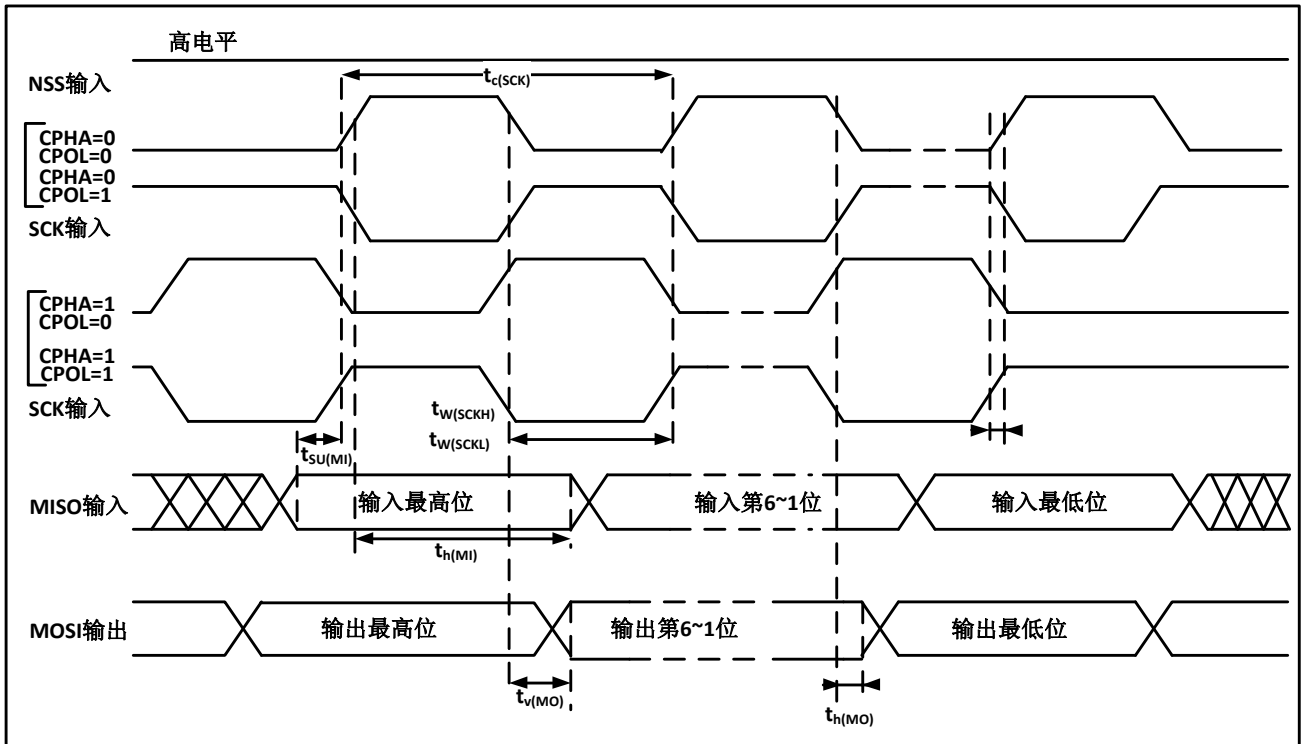 高电平
NSS输入
tc(SCK)
CPHA=0
CPOL=0
CPHA=0
CPOL=1
SCK输入
CPHA=1
CPOL=0
CPHA=1
CPOL=1
SCK输入
tW(SCKH)
tW(SCKL)
tSU(MI)
MISO输入
输入最高位
输入第6~1位
输入最低位
th(MI)
MOSI输出
输出最高位
输出第6~1位
输出最低位
tv(MO)
th(MO)